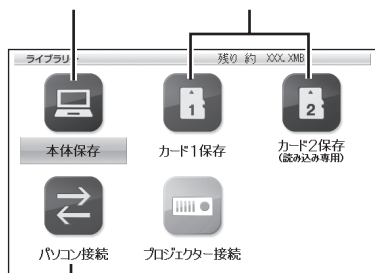 ライブラリー 残り 約 XXX.XMB
1
2
本体保存 カード1保存 カード2保存
(読み込み専用)
パソコン接続 プロジェクター接続